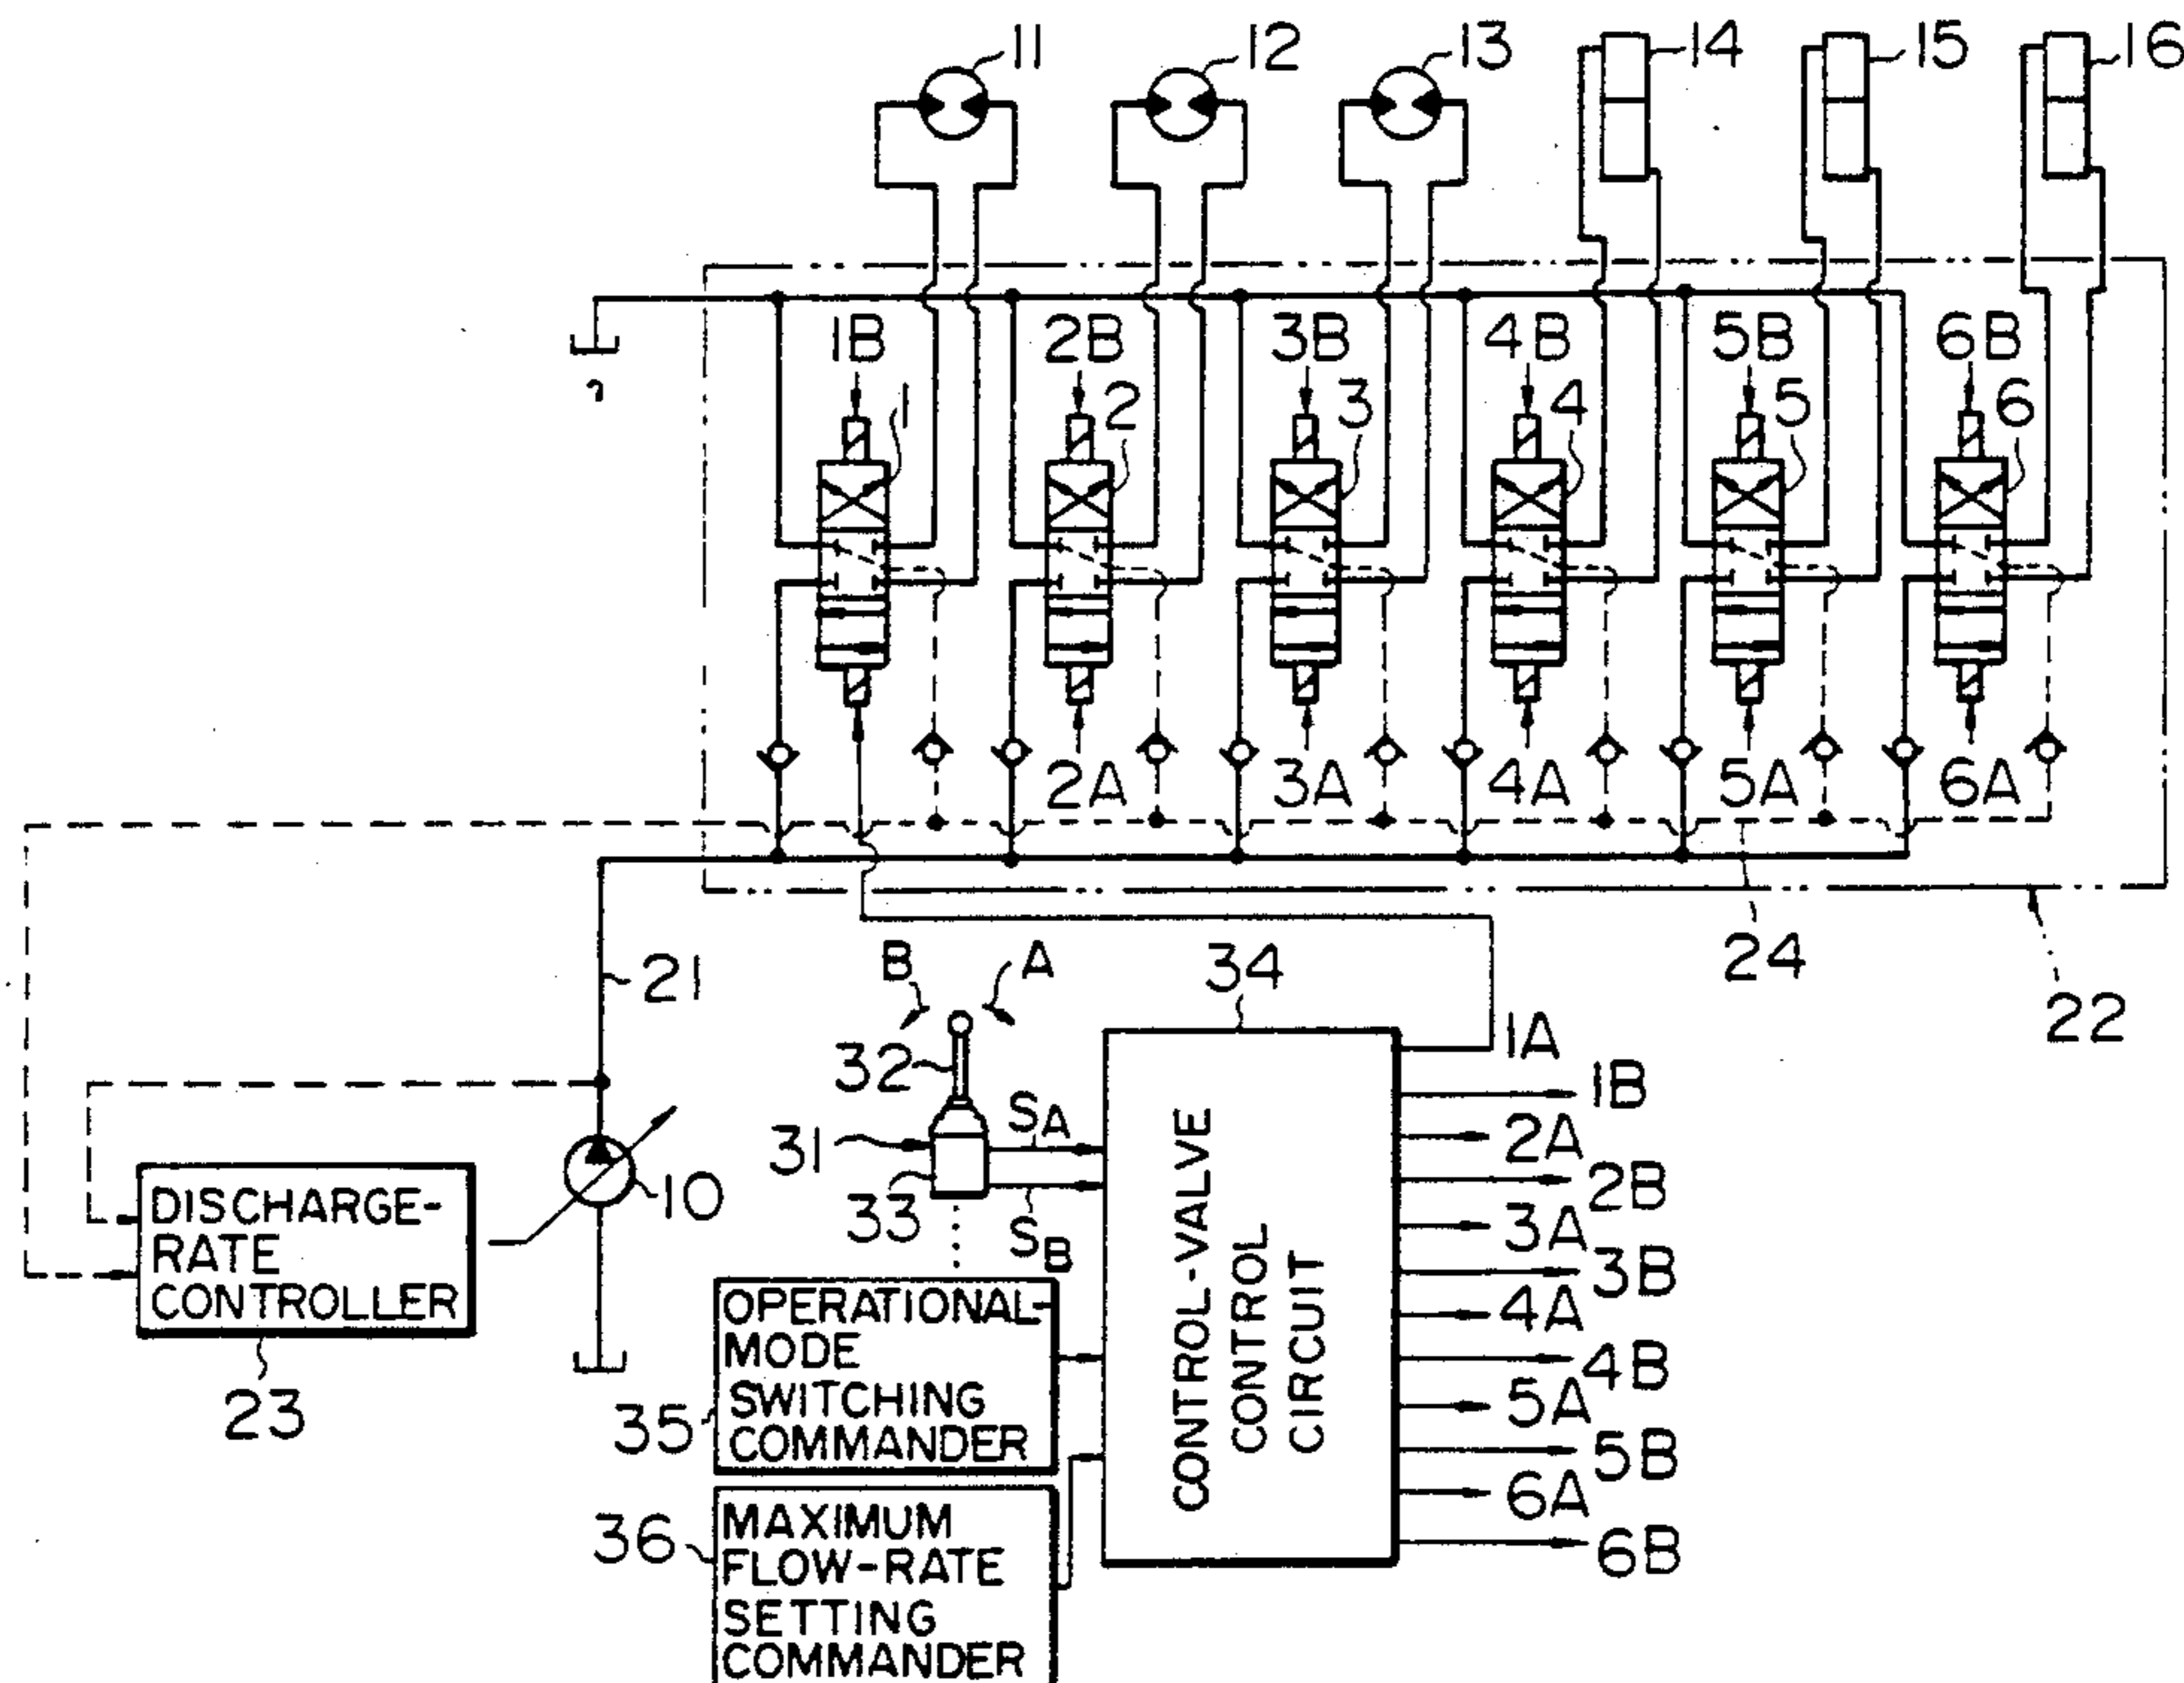 11
12
13
14
15
16
1B
2B
3B
4B
5B
6B
1
2
3
4
5
6
2A
3A
4A
5A
6A
24
22
21
B
A
34
32
31
33
SA
SB
10
DISCHARGE-
RATE
CONTROLLER
23
OPERATIONAL-
MODE
SWITCHING
COMMANDER
35
MAXIMUM
FLOW-RATE
SETTING
COMMANDER
36
CONTROL-VALVE
CONTROL
CIRCUIT
1A
1B
2A
2B
3A
3B
4A
4B
5A
5B
6A
6B